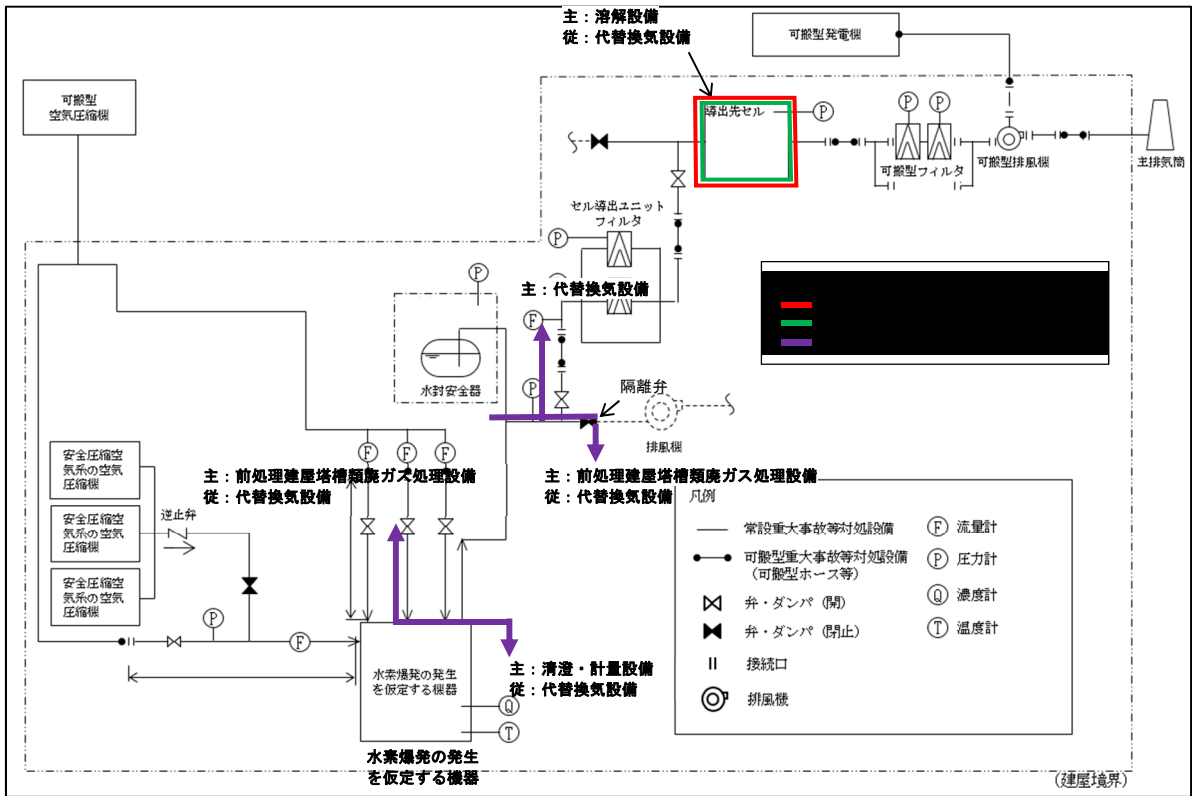 主：溶解設備
従：代替換気設備
可搬型発電機
可搬型
空気圧縮機
導出先セル
P
P
P
可搬型フィルタ
可搬型排風機
主排気筒
セル導出ユニット
フィルタ
P
P
主：代替換気設備
F
水封安全器
P
隔離弁
排風機
安全圧縮空
気系の空気
圧縮機
安全圧縮空
気系の空気
圧縮機
安全圧縮空
気系の空気
圧縮機
逆止弁
F
F
F
主：前処理建屋塔槽類廃ガス処理設備
従：代替換気設備
主：前処理建屋塔槽類廃ガス処理設備
従：代替換気設備
P
F
水素爆発の発生
を仮定する機器
主：清澄・計量設備
従：代替換気設備
Q
T
水素爆発の発生
を仮定する機器
凡例
常設重大事故等対処設備
可搬型重大事故等対処設備
（可搬型ホース等）
弁・ダンパ（開）
弁・ダンパ（閉止）
接続口
排風機
F 流量計
P 圧力計
Q 濃度計
T 温度計
(建屋境界)